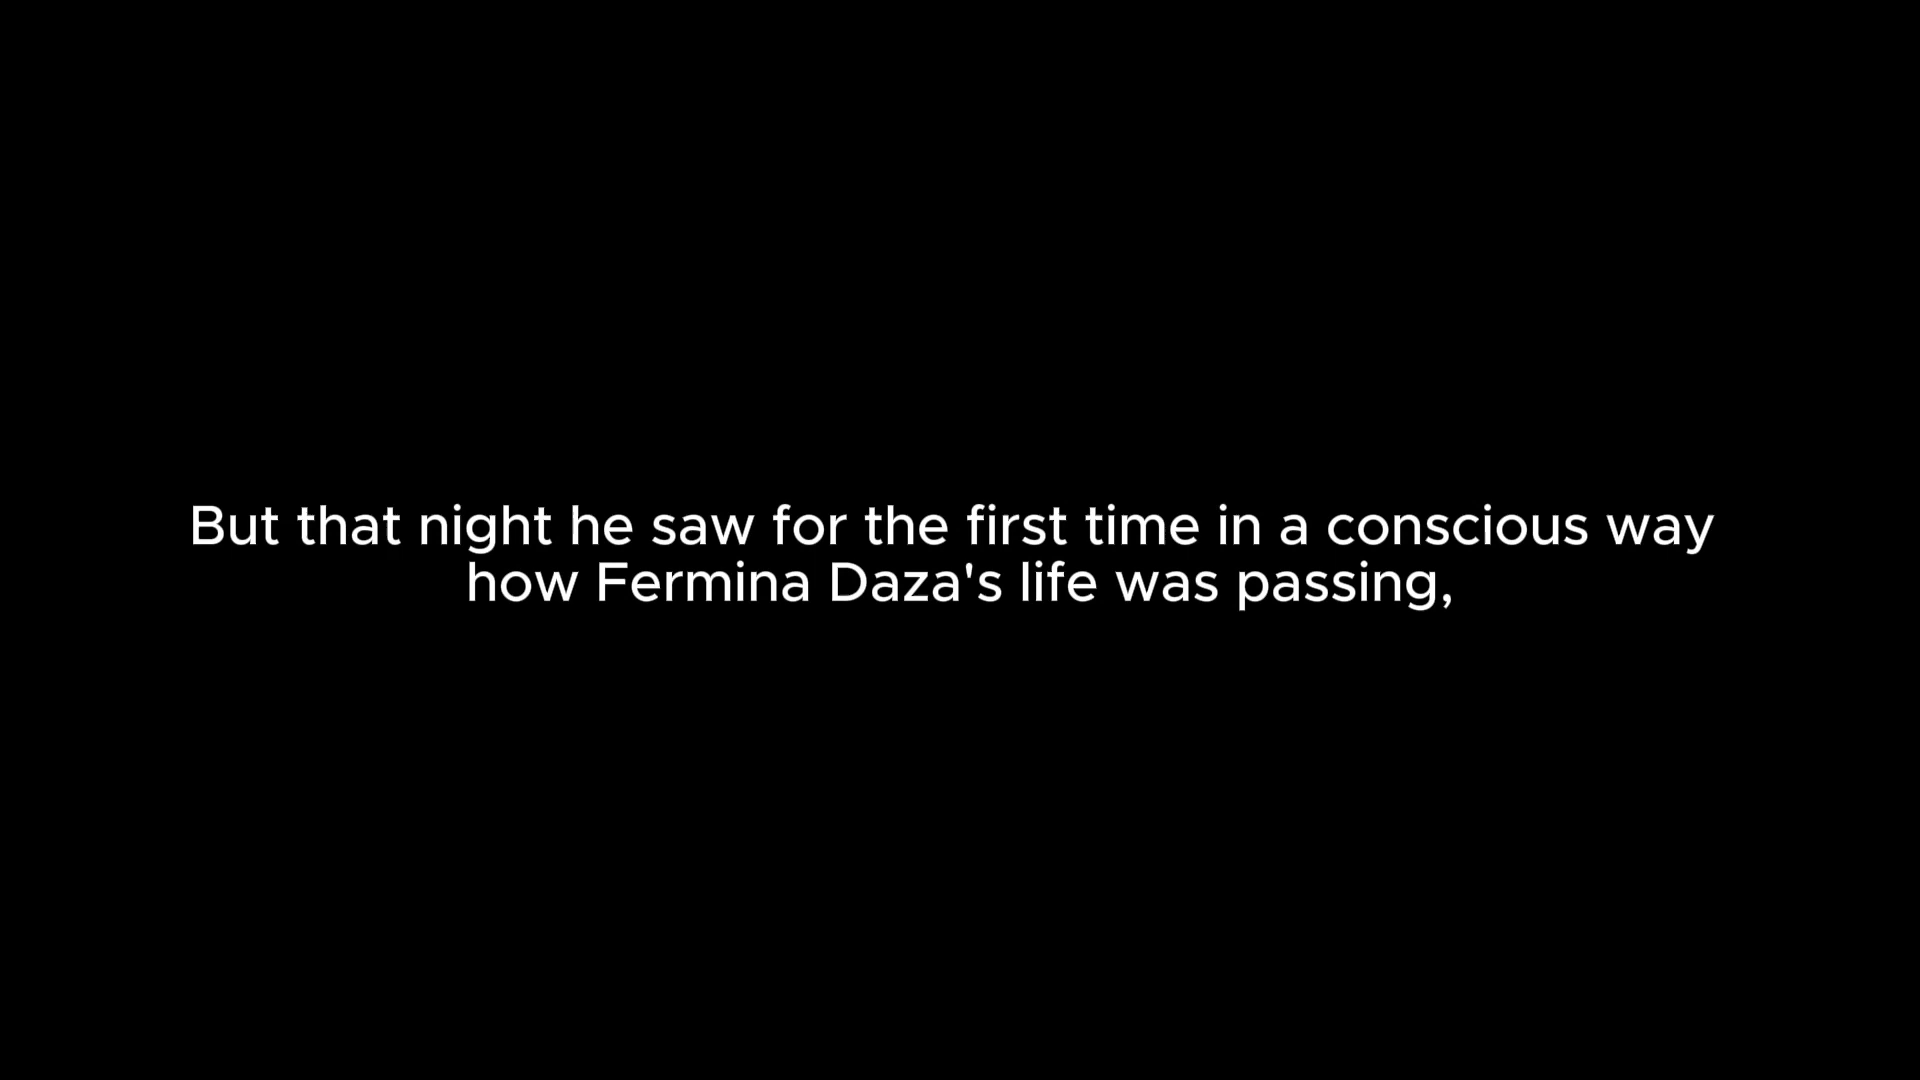 But that night he saw for the first time in a conscious way
how Fermina Daza's life was passing,